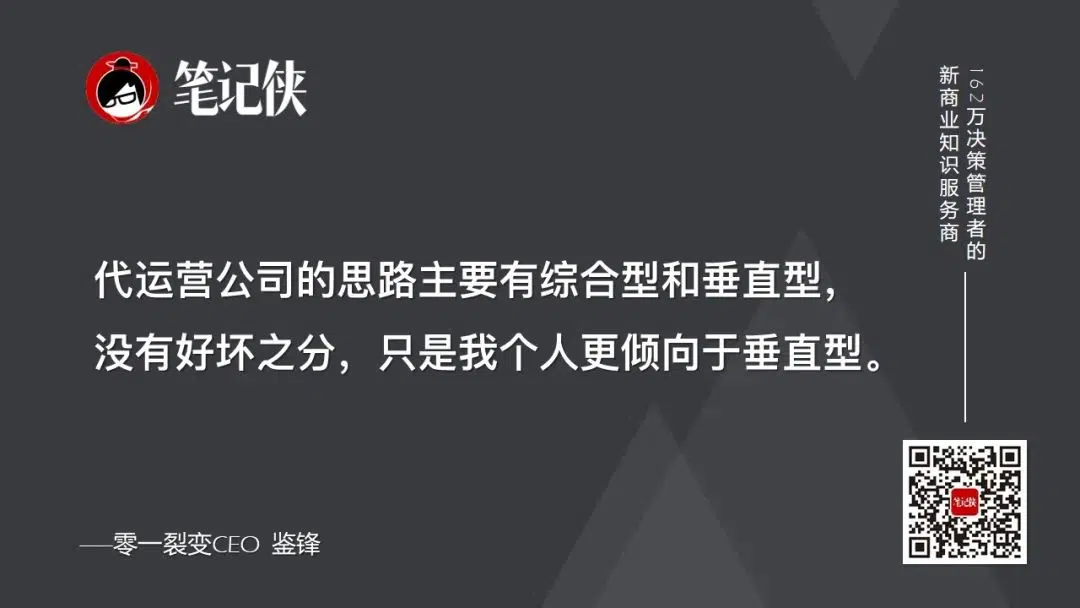 笔记侠
162万决策管理者的
新商业知识服务商
代运营公司的思路主要有综合型和垂直型，
没有好坏之分，只是我个人更倾向于垂直型。
——零一裂变CEO 鉴锋
笔记侠